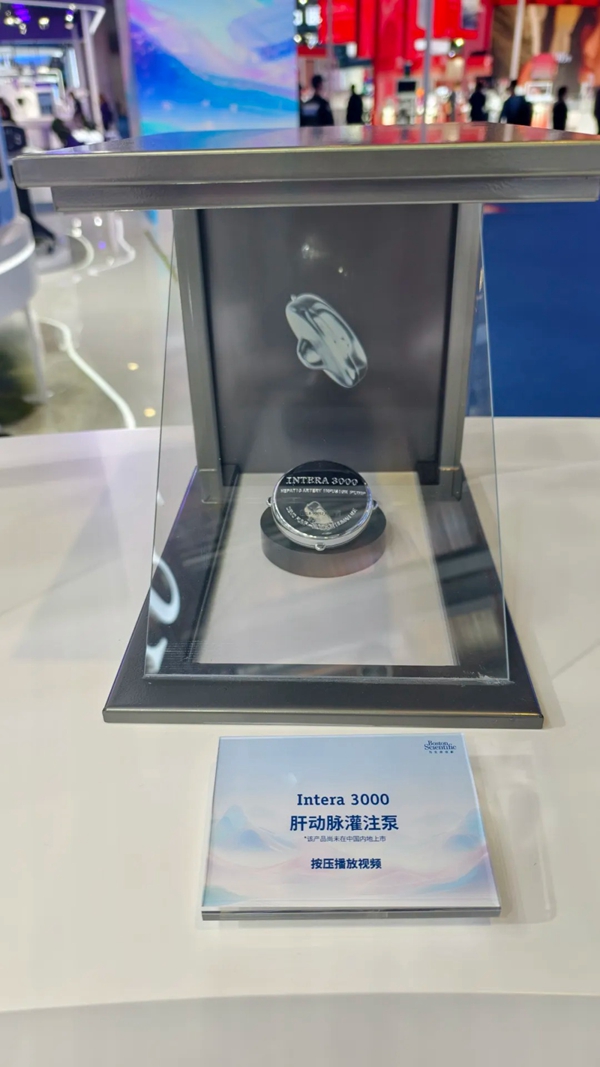 INTERA 3000
HEPATIC ARTERY INFUSION PUMP
Boston
Scientific
Intera 3000
肝动脉灌注泵
*该产品尚未在中国内地上市
按压播放视频